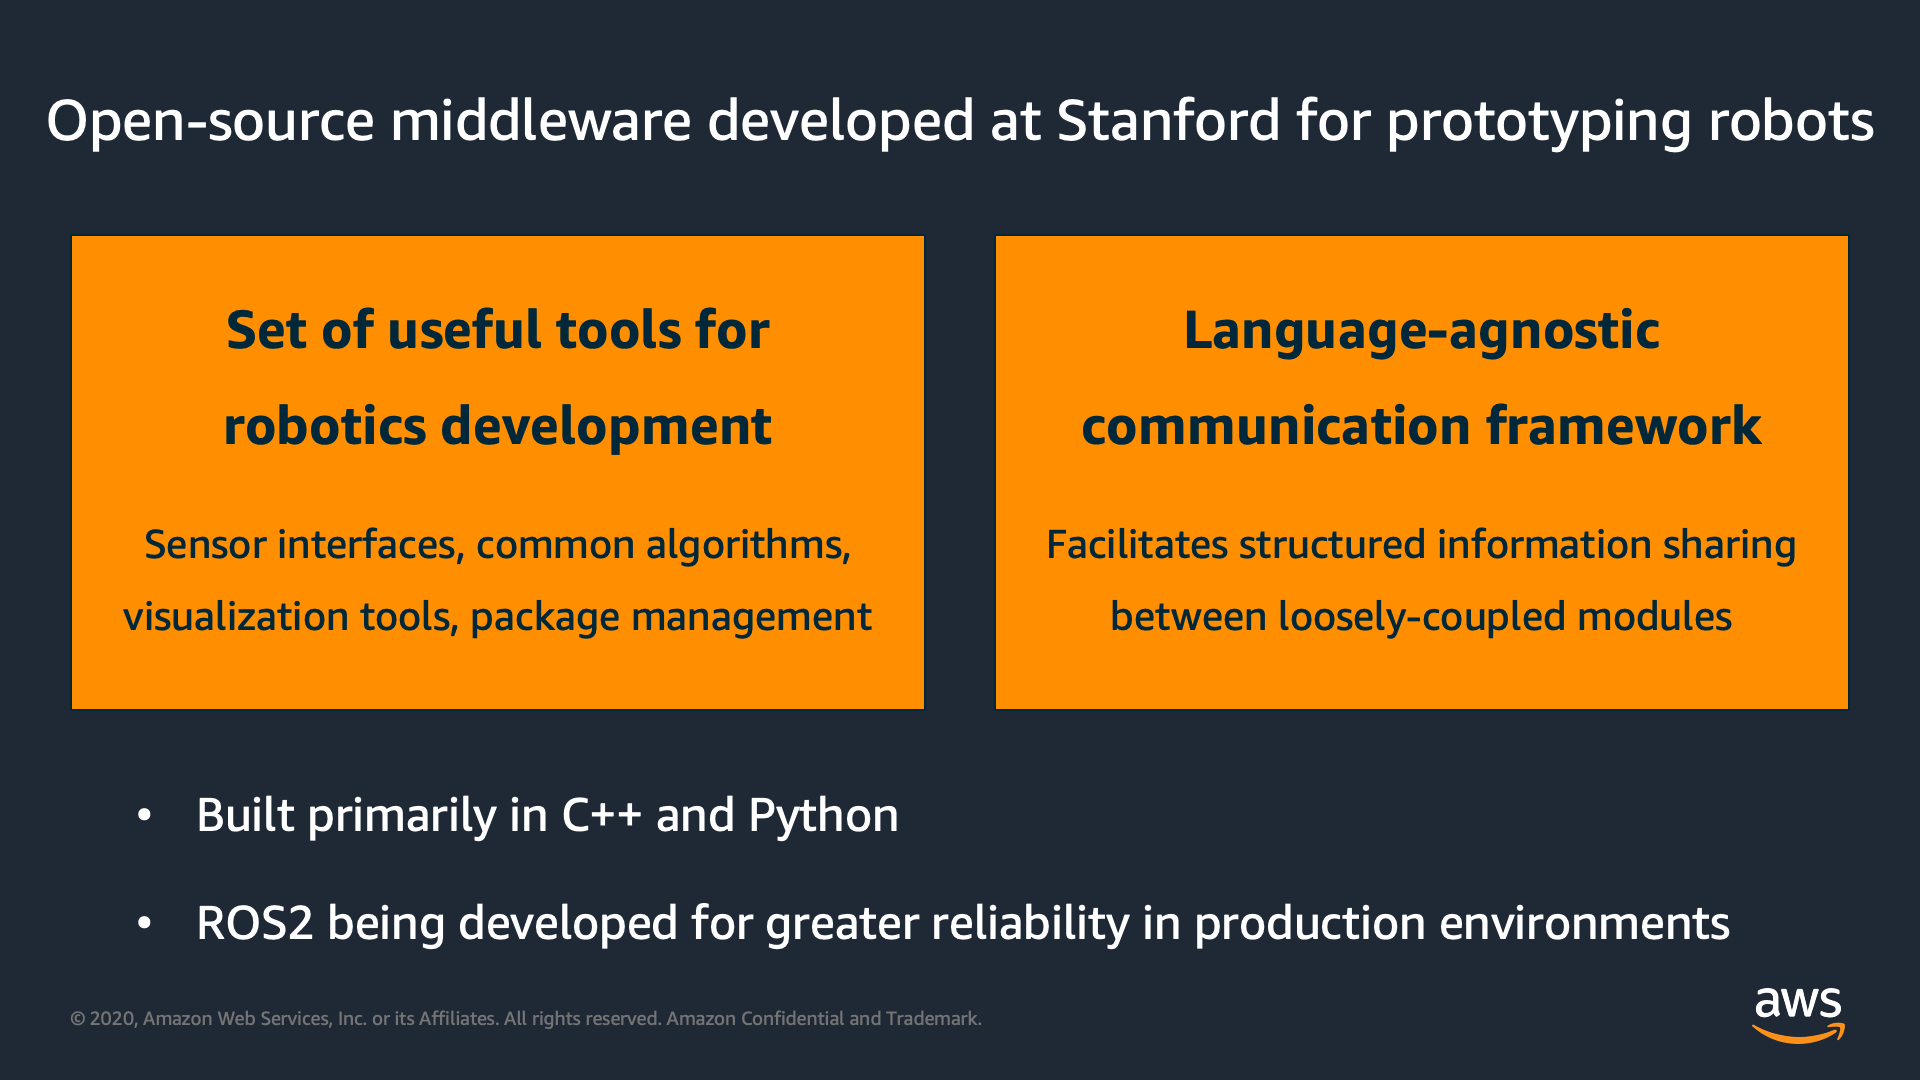 Open-source middleware developed at Stanford for prototyping robots
Set of useful tools for
robotics development
Sensor interfaces, common algorithms,
visualization tools, package management
Language-agnostic
communication framework
Facilitates structured information sharing
between loosely-coupled modules
• Built primarily in C++ and Python
• ROS2 being developed for greater reliability in production environments
© 2020, Amazon Web Services, Inc. or its Affiliates. All rights reserved. Amazon Confidential and Trademark.
aws